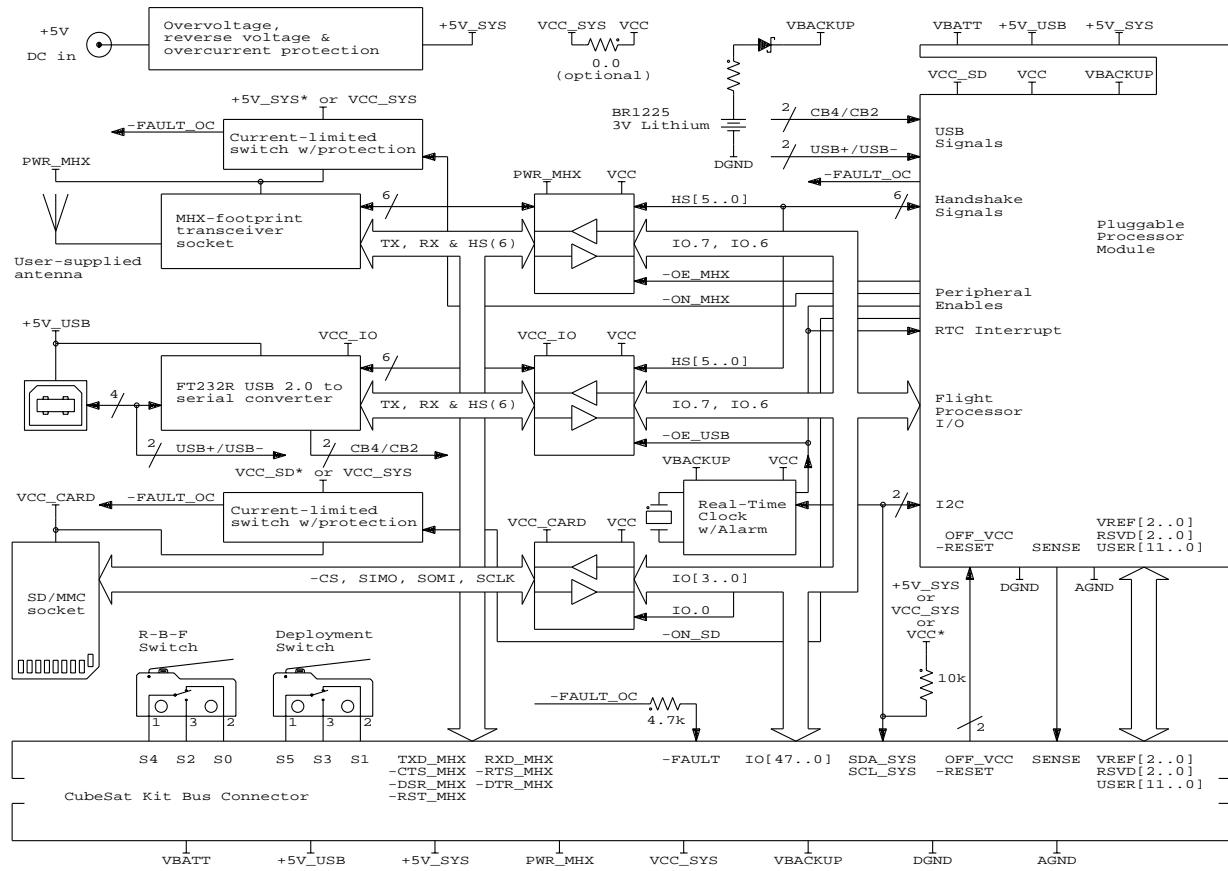 +5V
DC in
Overvoltage,
reverse voltage &
overcurrent protection
+5V_SYS
VCC_SYS
VCC
0.0
(optional)
VBACKUP
VBATT
+5V_USB
+5V_SYS
VCC_SD
VCC
VBACKUP
+5V_SYS* or VCC_SYS
-FAULT_OC
Current-limited
switch w/protection
BR1225
3V Lithium
DGND
2
CB4/CB2
2
USB+/USB-
USB
Signals
-FAULT_OC
PWR_MHX
MHX-footprint
transceiver
socket
User-supplied
antenna
6
TX, RX & HS(6)
PWR_MHX
VCC
HS[5..0]
6
Handshake
Signals
IO.7, IO.6
-OE_MHX
-ON_MHX
Pluggable
Processor
Module
Peripheral
Enables
RTC Interrupt
+5V_USB
VCC_IO
FT232R USB 2.0 to
serial converter
4
6
TX, RX & HS(6)
VCC_IO
VCC
HS[5..0]
IO.7, IO.6
-OE_USB
Flight
Processor
I/O
2
USB+/USB-
2
CB4/CB2
VCC_SD* or VCC_SYS
VCC_CARD
-FAULT_OC
Current-limited
switch w/protection
VBACKUP
VCC
Real-Time
Clock
w/Alarm
2
I2C
OFF_VCC
-RESET
SENSE
VREF[2..0]
RSVD[2..0]
USER[11..0]
VCC_CARD
VCC
-CS, SIMO, SOMI, SCLK
IO[3..0]
IO.0
-ON_SD
SD/MMC
socket
+5V_SYS
or
VCC_SYS
or
VCC*
10k
DGND
AGND
R-B-F
Switch
1
3
2
Deployment
Switch
1
3
2
-FAULT_OC
4.7k
2
S4
S2
S0
S5
S3
S1
TXD_MHX
RXD_MHX
-CTS_MHX
-RTS_MHX
-DSR_MHX
-DTR_MHX
-RST_MHX
-FAULT
IO[47..0]
SDA_SYS
SCL_SYS
OFF_VCC
-RESET
SENSE
VREF[2..0]
RSVD[2..0]
USER[11..0]
CubeSat Kit Bus Connector
VBATT
+5V_USB
+5V_SYS
PWR_MHX
VCC_SYS
VBACKUP
DGND
AGND